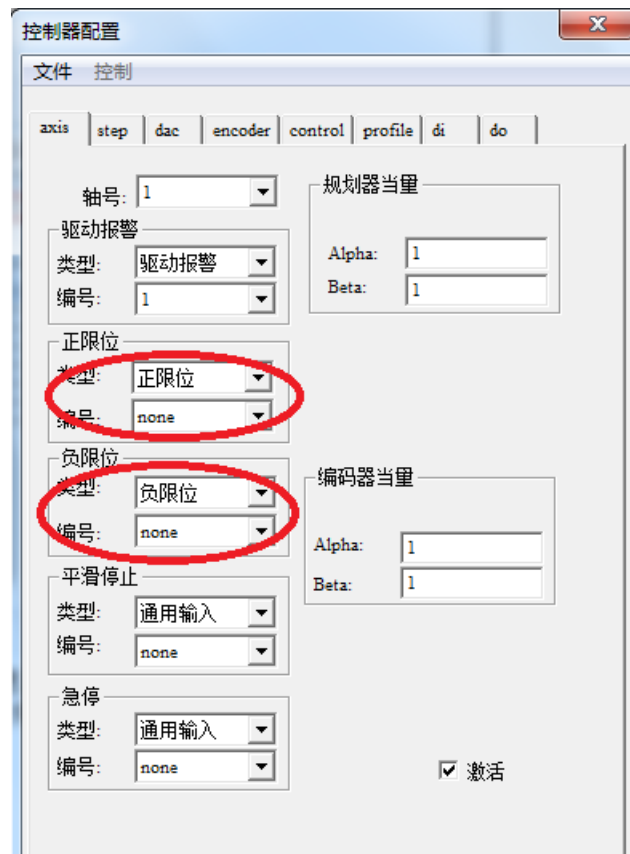 控制器配置
文件 控制
axis step dac encoder control profile di do
轴号: 1
驱动报警
类型: 驱动报警
编号: 1
正限位
类型: 正限位
编号: none
负限位
类型: 负限位
编号: none
平滑停止
类型: 通用输入
编号: none
急停
类型: 通用输入
编号: none
规划器当量
Alpha: 1
Beta: 1
编码器当量
Alpha: 1
Beta: 1
激活